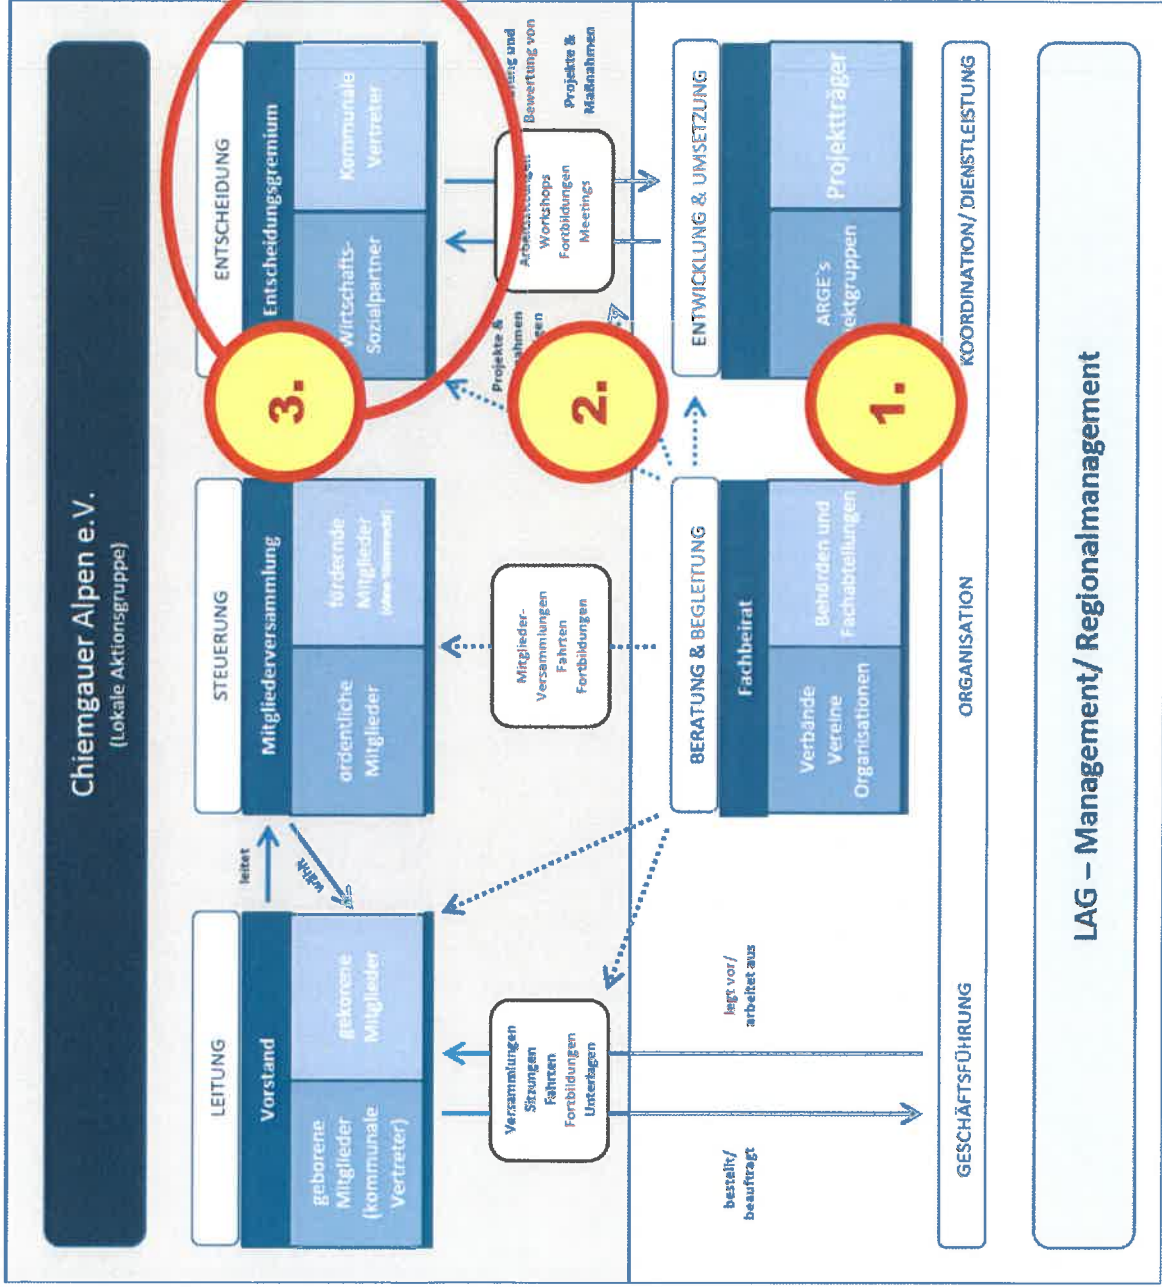 Chiemgauer Alpen e.V.
(Lokale Aktionsgruppe)
LEITUNG
Vorstand
geborene
Mitglieder
(kommunale
Vertreter)
gekorene
Mitglieder
leitet
wählt
STEUERUNG
Mitgliederversammlung
ordentliche
Mitglieder
fördernde
Mitglieder
ENTSCHEIDUNG
Entscheidungsgremium
Wirtschafts-
Sozialpartner
Kommunale
Vertreter
3.
Versammlungen
Sitzungen
Fahrten
Fortbildungen
Unterlagen
Mitglieder-
Versammlungen
Fahrten
Fortbildungen
Projekte &
2.
Workshops
Fortbildungen
Meetings
und
Bewertung von
Projekte &
Maßnahmen
bestellt/
beauftragt
legt vor/
arbeitet aus
BERATUNG & BEGLEITUNG
Fachbeirat
Verbände
Vereine
Organisationen
Behörden und
Fachabteilungen
ENTWICKLUNG & UMSETZUNG
ARGE´s
ektgruppen
Projektträger
1.
GESCHÄFTSFÜHRUNG
ORGANISATION
KOORDINATION/ DIENSTLEISTUNG
LAG – Management/ Regionalmanagement